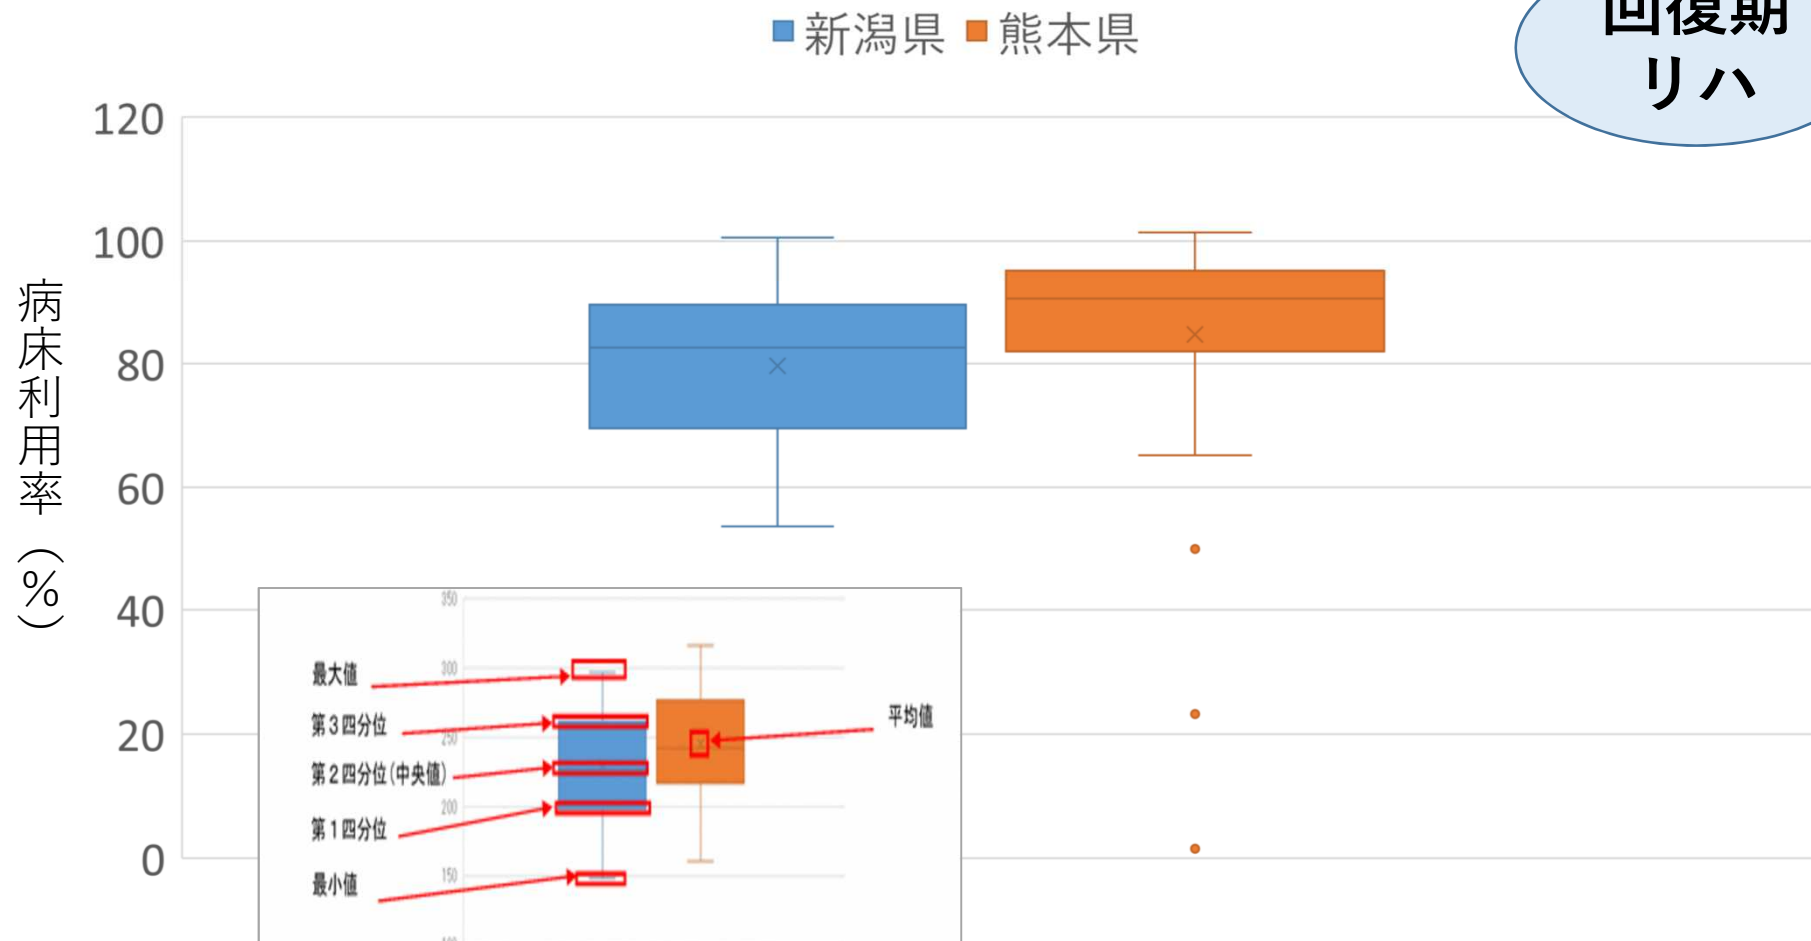 新潟県 熊本県
回復期
リハ
病床利用率（%）
120
100
80
60
40
20
0
350
300
250
200
150
最大値
第３四分位
第２四分位（中央値）
第１四分位
最小値
平均値